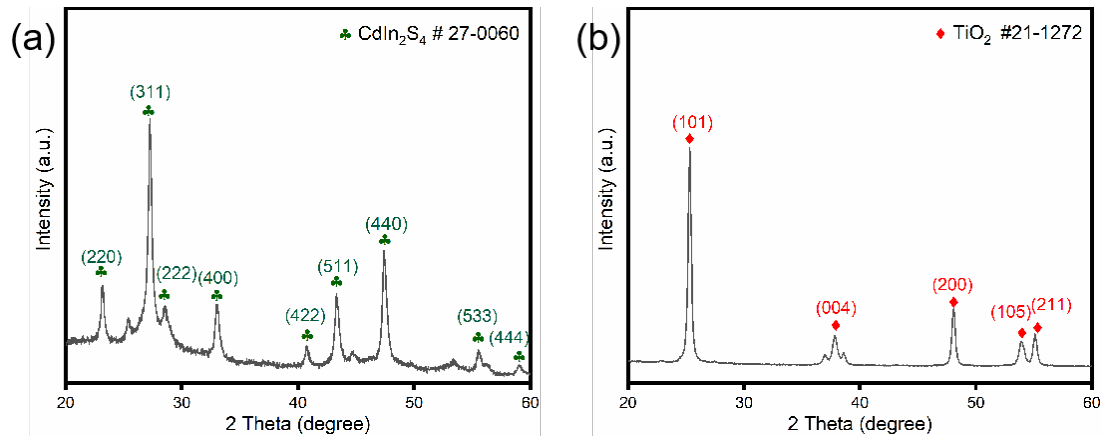 (a)
♣ CdIn₂S₄ # 27-0060
(311)
(440)
(220)
(222)
(400)
(511)
(422)
(533)
(444)
Intensity (a.u.)
20 30 40 50 60
2 Theta (degree)
(b)
♦ TiO₂ #21-1272
(101)
(004)
(200)
(105)
(211)
Intensity (a.u.)
20 30 40 50 60
2 Theta (degree)